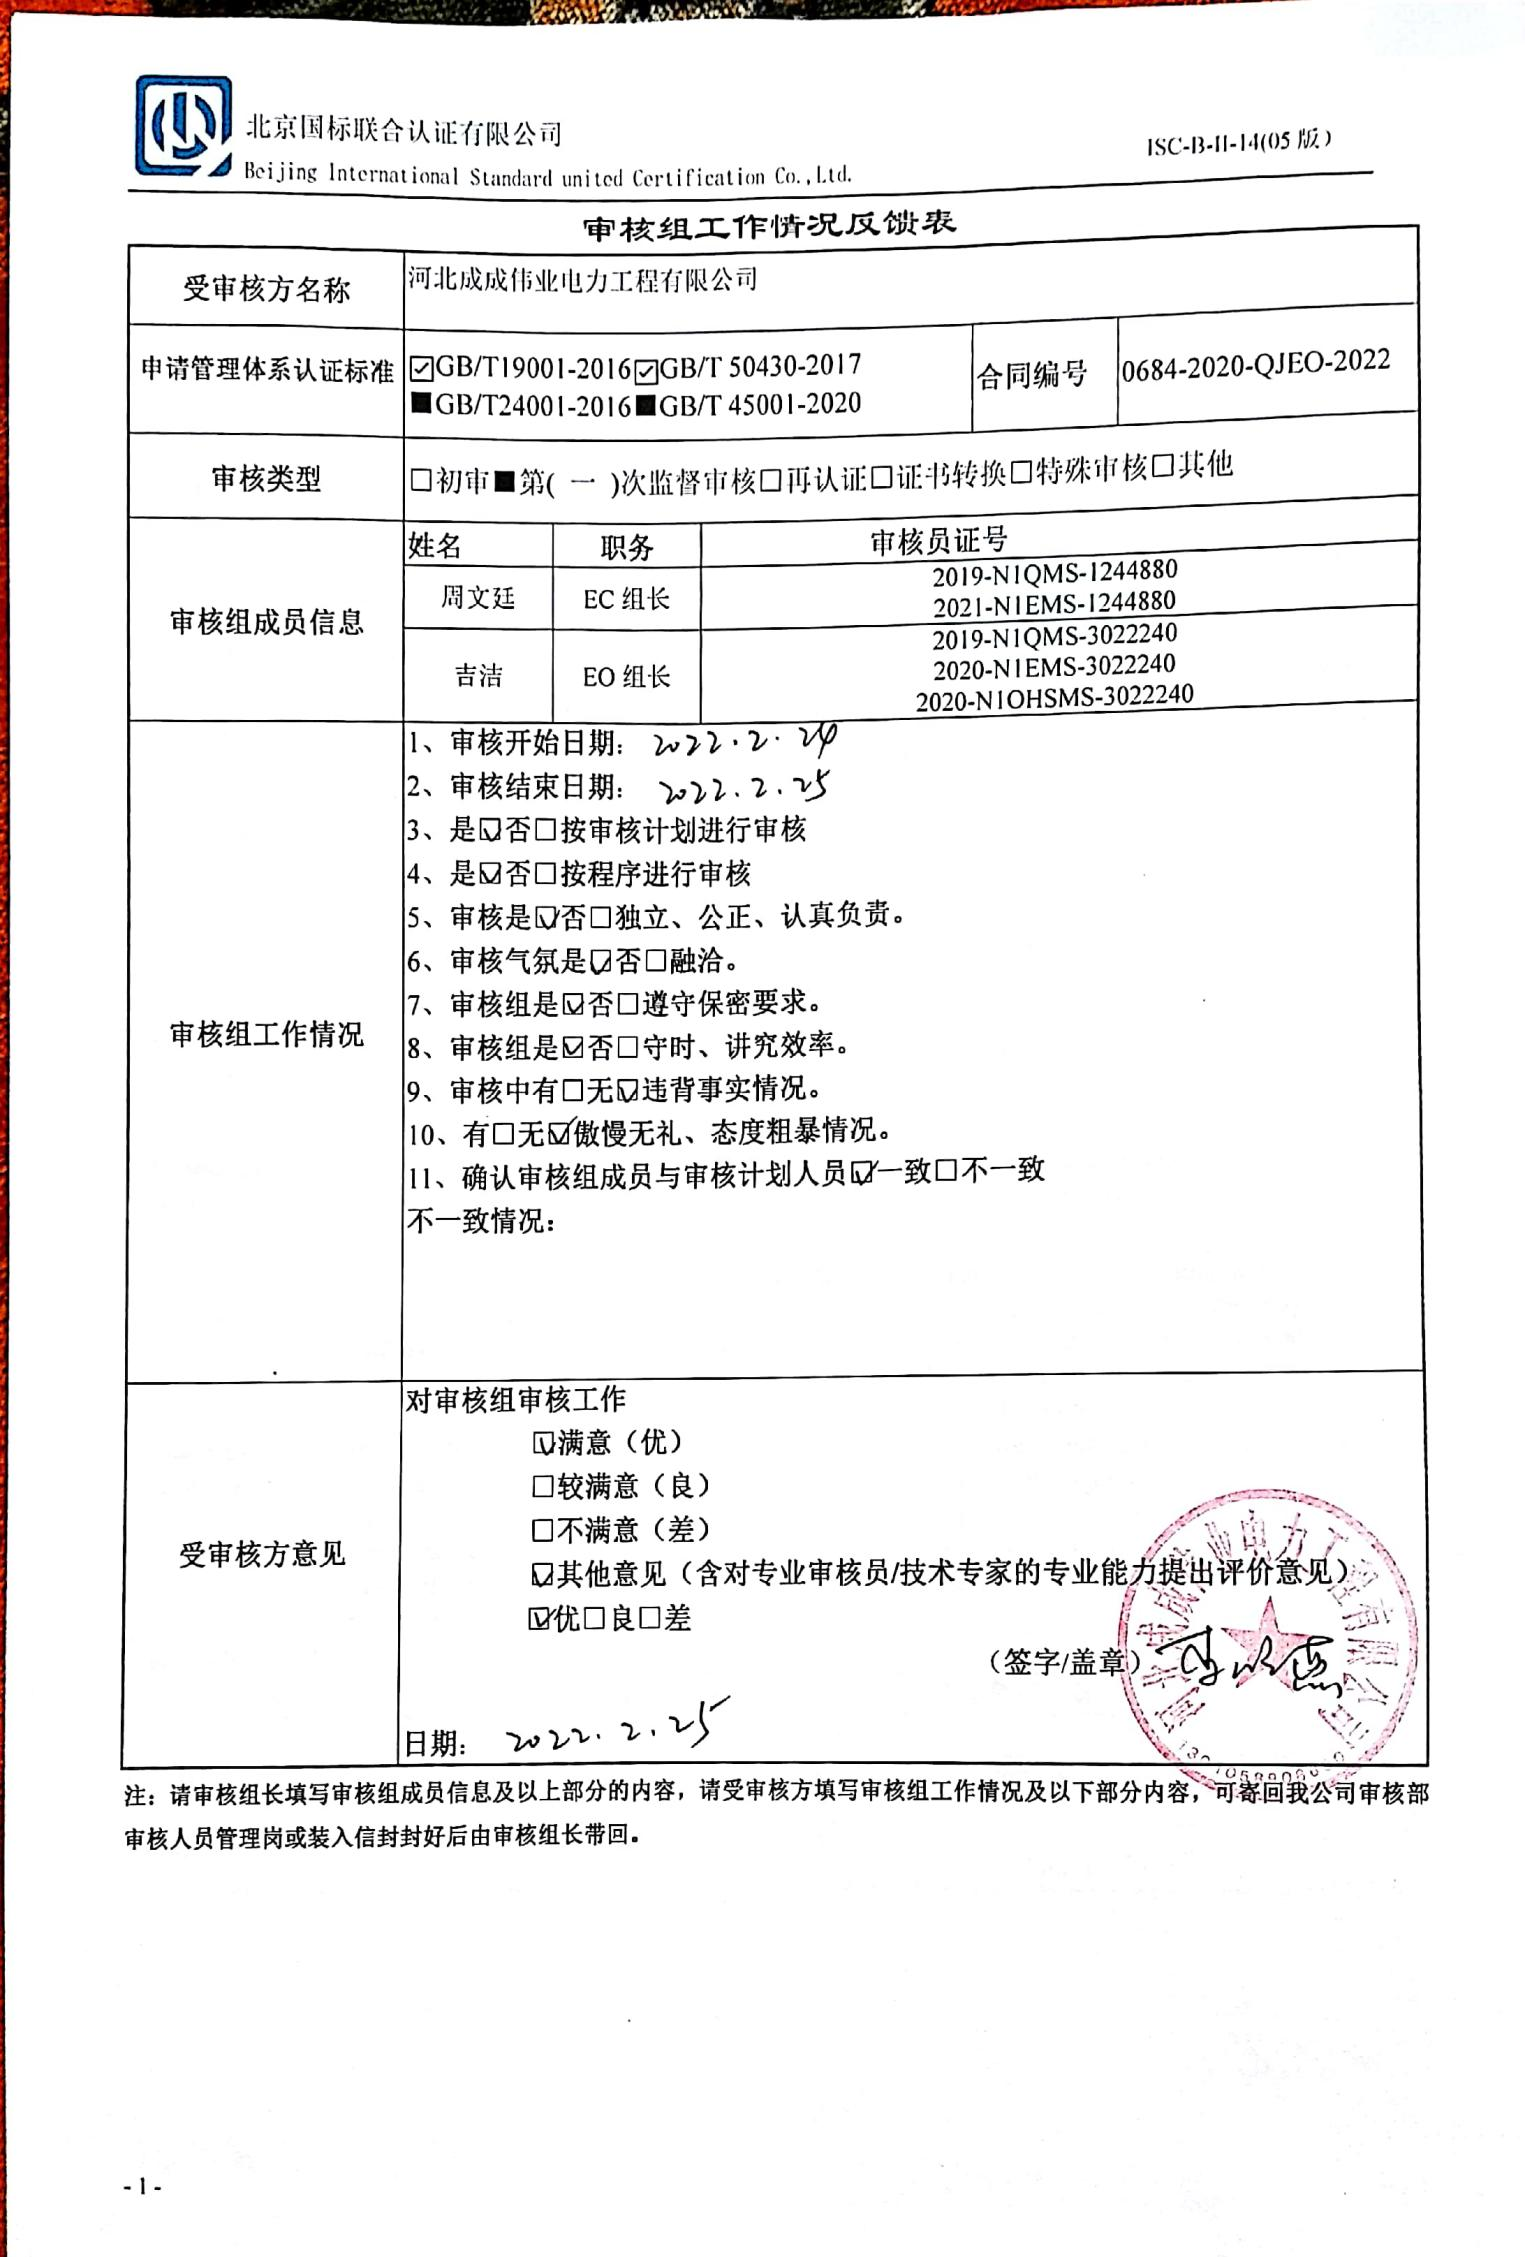 北京国标联合认证有限公司
Beijing International Standard united Certification Co.,Ltd.
ISC-B-II-14(05版)
审核组工作情况反馈表
受审核方名称
河北成成伟业电力工程有限公司
申请管理体系认证标准
☑GB/T19001-2016☑GB/T 50430-2017
■GB/T24001-2016■GB/T 45001-2020
合同编号
0684-2020-QJEO-2022
审核类型
□初审■第( 一 )次监督审核□再认证□证书转换□特殊审核□其他
审核组成员信息
姓名 职务 审核员证号
周文廷 EC 组长
2019-N1QMS-1244880
2021-N1EMS-1244880
吉洁 EO 组长
2019-N1QMS-3022240
2020-N1EMS-3022240
2020-N1OHSMS-3022240
审核组工作情况
1、审核开始日期： 2022.2.24
2、审核结束日期： 2022.2.25
3、是☑否□按审核计划进行审核
4、是☑否□按程序进行审核
5、审核是☑否□独立、公正、认真负责。
6、审核气氛是☑否□融洽。
7、审核组是☑否□遵守保密要求。
8、审核组是☑否□守时、讲究效率。
9、审核中有□无☑违背事实情况。
10、有□无☑傲慢无礼、态度粗暴情况。
11、确认审核组成员与审核计划人员☑一致□不一致
不一致情况：
受审核方意见
对审核组审核工作
☑满意（优）
□较满意（良）
□不满意（差）
☑其他意见（含对专业审核员/技术专家的专业能力提出评价意见）
☑优□良□差
（签字/盖章）
河北成成伟业电力工程有限公司
日期： 2022.2.25
注：请审核组长填写审核组成员信息及以上部分的内容，请受审核方填写审核组工作情况及以下部分内容，可寄回我公司审核部
审核人员管理岗或装入信封封好后由审核组长带回。
- 1 -